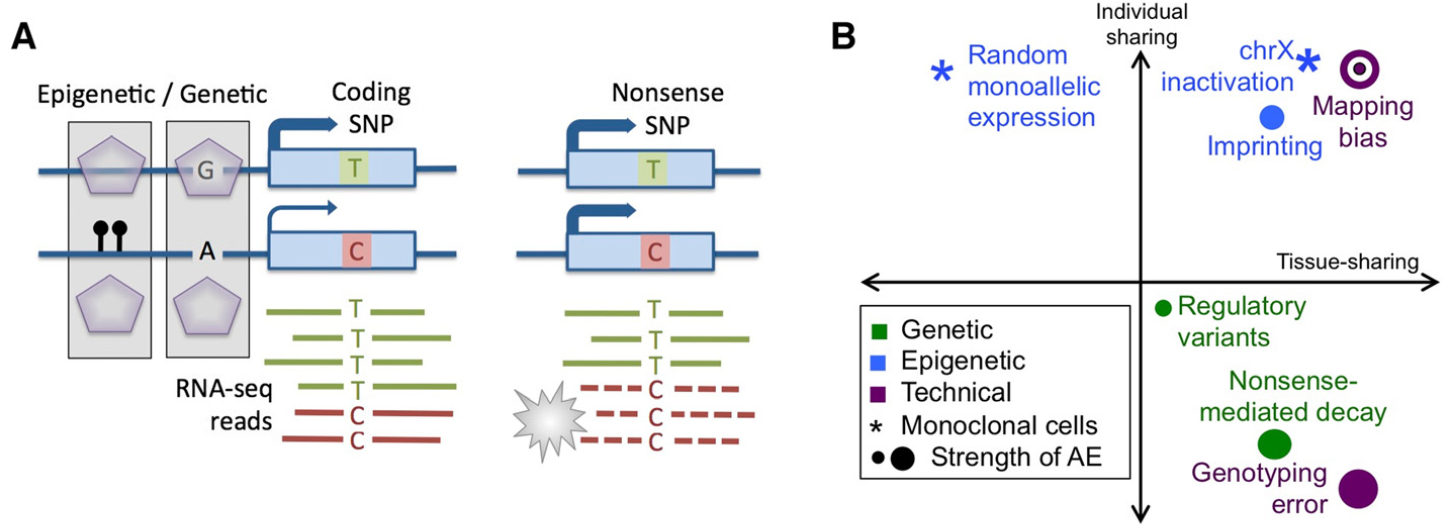 A
Epigenetic / Genetic
Coding
SNP
G
T
A
C
T
T
T
T
C
C
RNA-seq
reads
Nonsense
SNP
T
C
T
T
T
C
C
C
B
Individual
sharing
Random
monoallelic
expression
chrX
inactivation
Imprinting
Mapping
bias
Tissue-sharing
Regulatory
variants
Nonsense-
mediated decay
Genotyping
error
Genetic
Epigenetic
Technical
* Monoclonal cells
Strength of AE